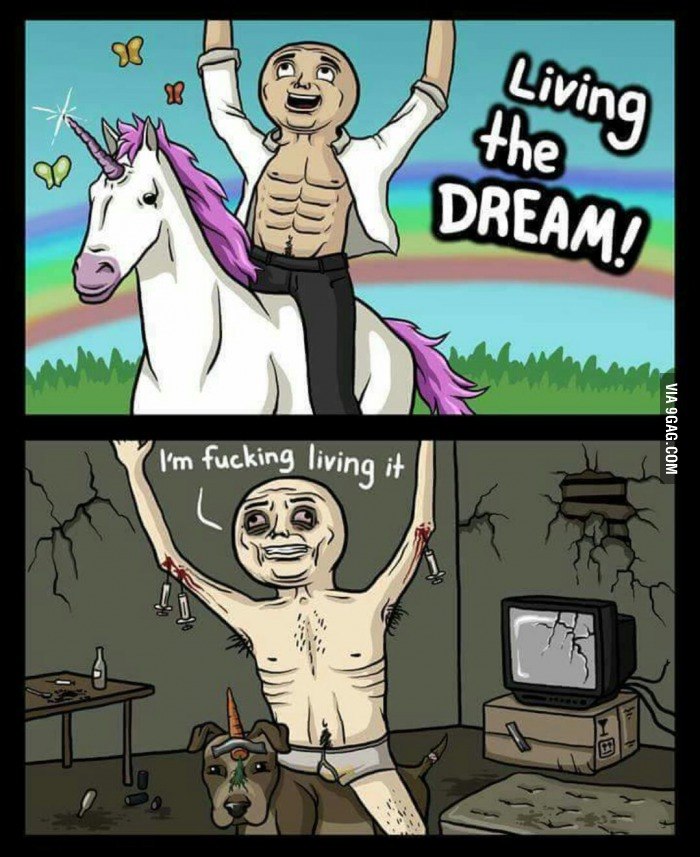 Living
the
DREAM!
VIA 9GAG.COM
I'm fucking living it